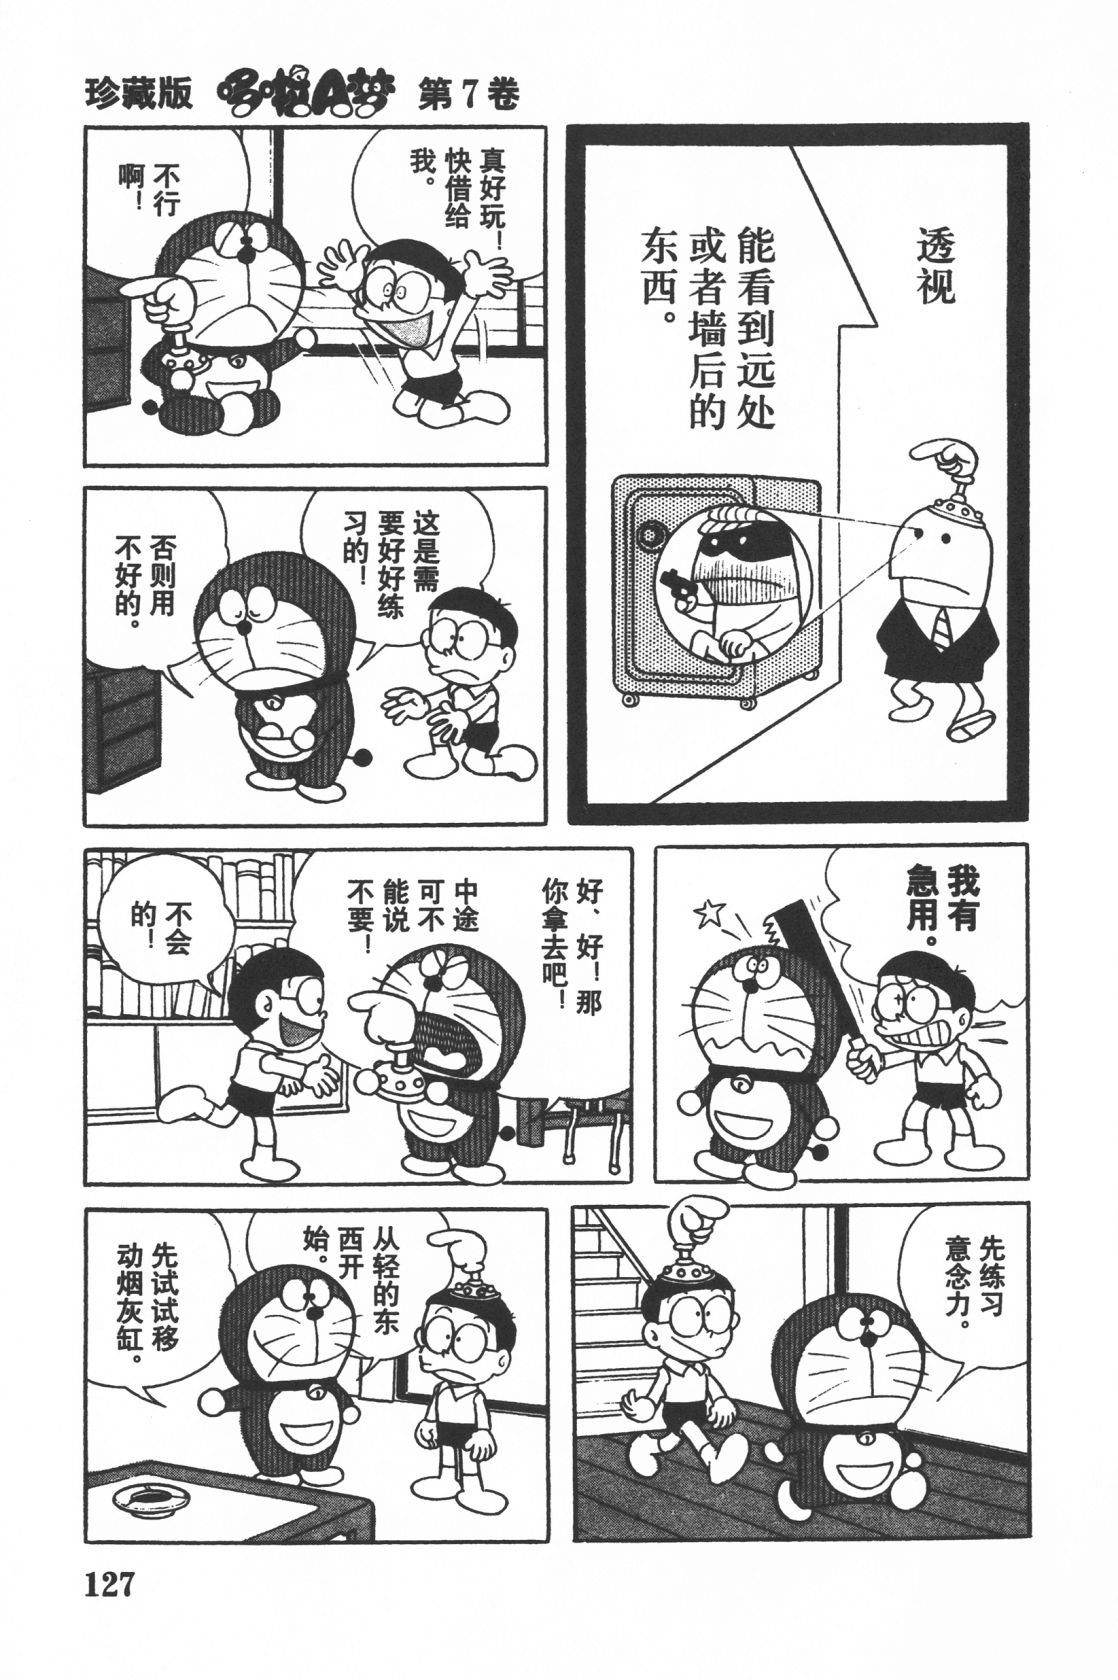 珍藏版 哆啦A梦 第7卷
透视
能看到远处
或者墙后的
东西。
真好玩！
快借给
我。
不行
啊！
这是需
要好好练
习的！
否则用
不好的。
我有
急用。
好、好！那
你拿去吧！
中途
可不
能说
不要！
不会
的！
先练习
意念力。
从轻的东
西开
始。
先试试移
动烟灰缸。
127